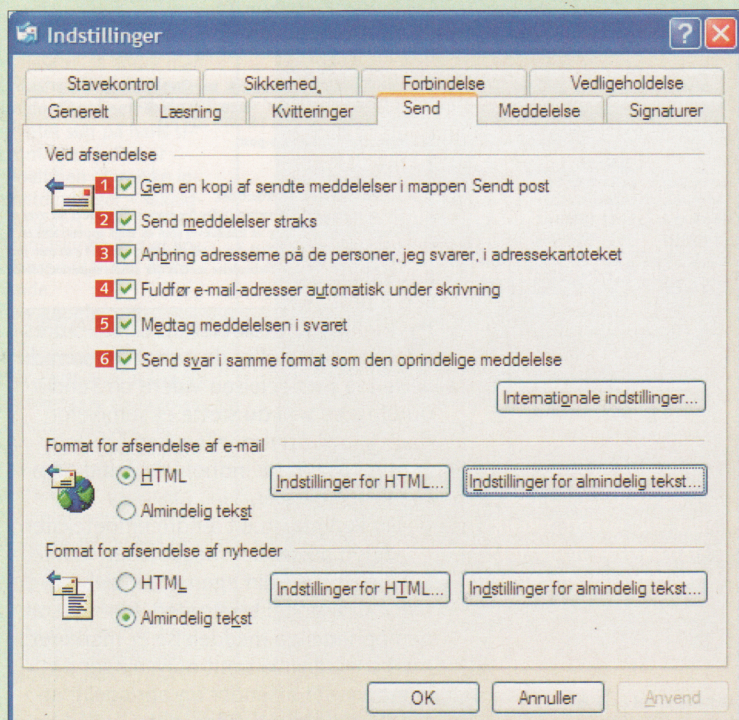 Indstillinger
Stavekontrol Sikkerhed Forbindelse Vedligeholdelse
Generelt Læsning Kvitteringer Send Meddelelse Signaturer
Ved afsendelse
1 Gem en kopi af sendte meddelelser i mappen Sendt post
2 Send meddelelser straks
3 Anbring adresserne på de personer, jeg svarer, i adressekartoteket
4 Fuldfør e-mail-adresser automatisk under skrivning
5 Medtag meddelelsen i svaret
6 Send svar i samme format som den oprindelige meddelelse
Internationale indstillinger...
Format for afsendelse af e-mail
HTML Indstillinger for HTML... Indstillinger for almindelig tekst...
Almindelig tekst
Format for afsendelse af nyheder
HTML Indstillinger for HTML... Indstillinger for almindelig tekst...
Almindelig tekst
OK Annuller Anvend